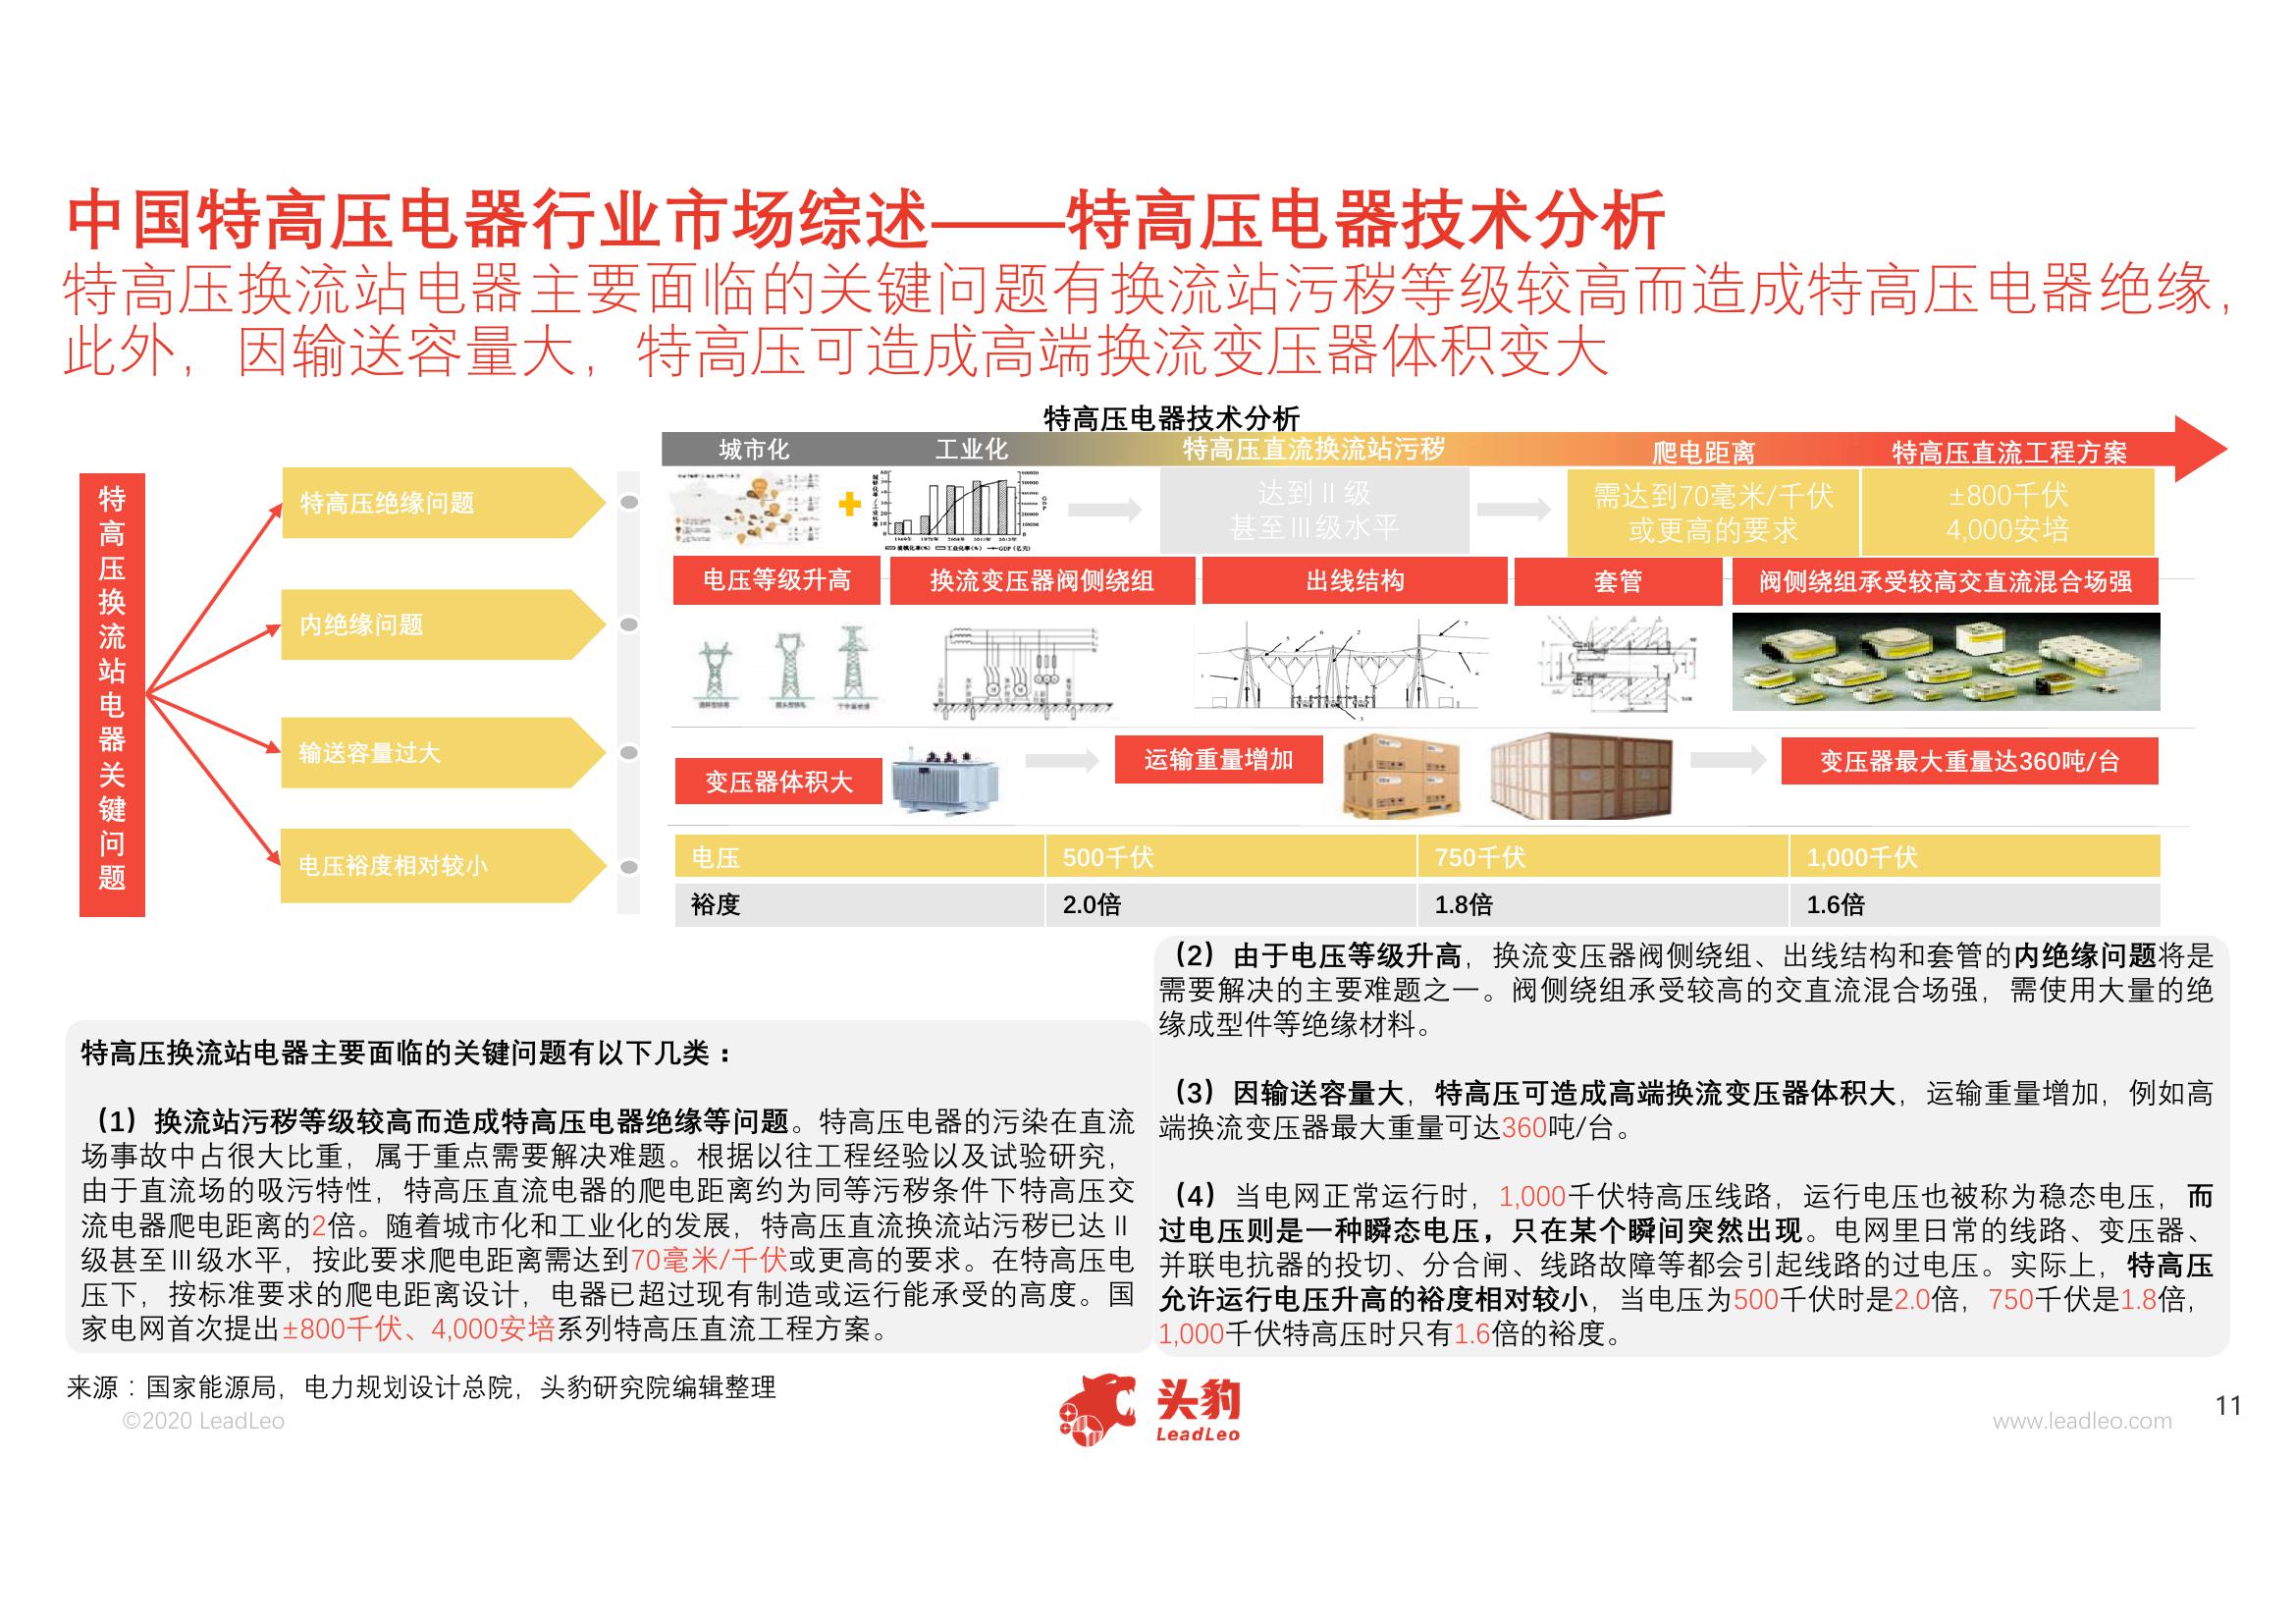 中国特高压电器行业市场综述——特高压电器技术分析
特高压换流站电器主要面临的关键问题有换流站污秽等级较高而造成特高压电器绝缘，
此外，因输送容量大，特高压可造成高端换流变压器体积变大
特高压电器技术分析
城市化
工业化
特高压直流换流站污秽
爬电距离
特高压直流工程方案
特高压换流站电器关键问题
特高压绝缘问题
内绝缘问题
输送容量过大
电压裕度相对较小
达到Ⅱ级
甚至Ⅲ级水平
需达到70毫米/千伏
或更高的要求
±800千伏
4,000安培
电压等级升高
换流变压器阀侧绕组
出线结构
套管
阀侧绕组承受较高交直流混合场强
变压器体积大
运输重量增加
变压器最大重量达360吨/台
电压 500千伏 750千伏 1,000千伏
裕度 2.0倍 1.8倍 1.6倍
特高压换流站电器主要面临的关键问题有以下几类：
（1）换流站污秽等级较高而造成特高压电器绝缘等问题。特高压电器的污染在直流
场事故中占很大比重，属于重点需要解决难题。根据以往工程经验以及试验研究，
由于直流场的吸污特性，特高压直流电器的爬电距离约为同等污秽条件下特高压交
流电器爬电距离的2倍。随着城市化和工业化的发展，特高压直流换流站污秽已达Ⅱ
级甚至Ⅲ级水平，按此要求爬电距离需达到70毫米/千伏或更高的要求。在特高压电
压下，按标准要求的爬电距离设计，电器已超过现有制造或运行能承受的高度。国
家电网首次提出±800千伏、4,000安培系列特高压直流工程方案。
（2）由于电压等级升高，换流变压器阀侧绕组、出线结构和套管的内绝缘问题将是
需要解决的主要难题之一。阀侧绕组承受较高的交直流混合场强，需使用大量的绝
缘成型件等绝缘材料。
（3）因输送容量大，特高压可造成高端换流变压器体积大，运输重量增加，例如高
端换流变压器最大重量可达360吨/台。
（4）当电网正常运行时，1,000千伏特高压线路，运行电压也被称为稳态电压，而
过电压则是一种瞬态电压，只在某个瞬间突然出现。电网里日常的线路、变压器、
并联电抗器的投切、分合闸、线路故障等都会引起线路的过电压。实际上，特高压
允许运行电压升高的裕度相对较小，当电压为500千伏时是2.0倍，750千伏是1.8倍，
1,000千伏特高压时只有1.6倍的裕度。
来源：国家能源局，电力规划设计总院，头豹研究院编辑整理
©2020 LeadLeo
头豹
LeadLeo
www.leadleo.com
11